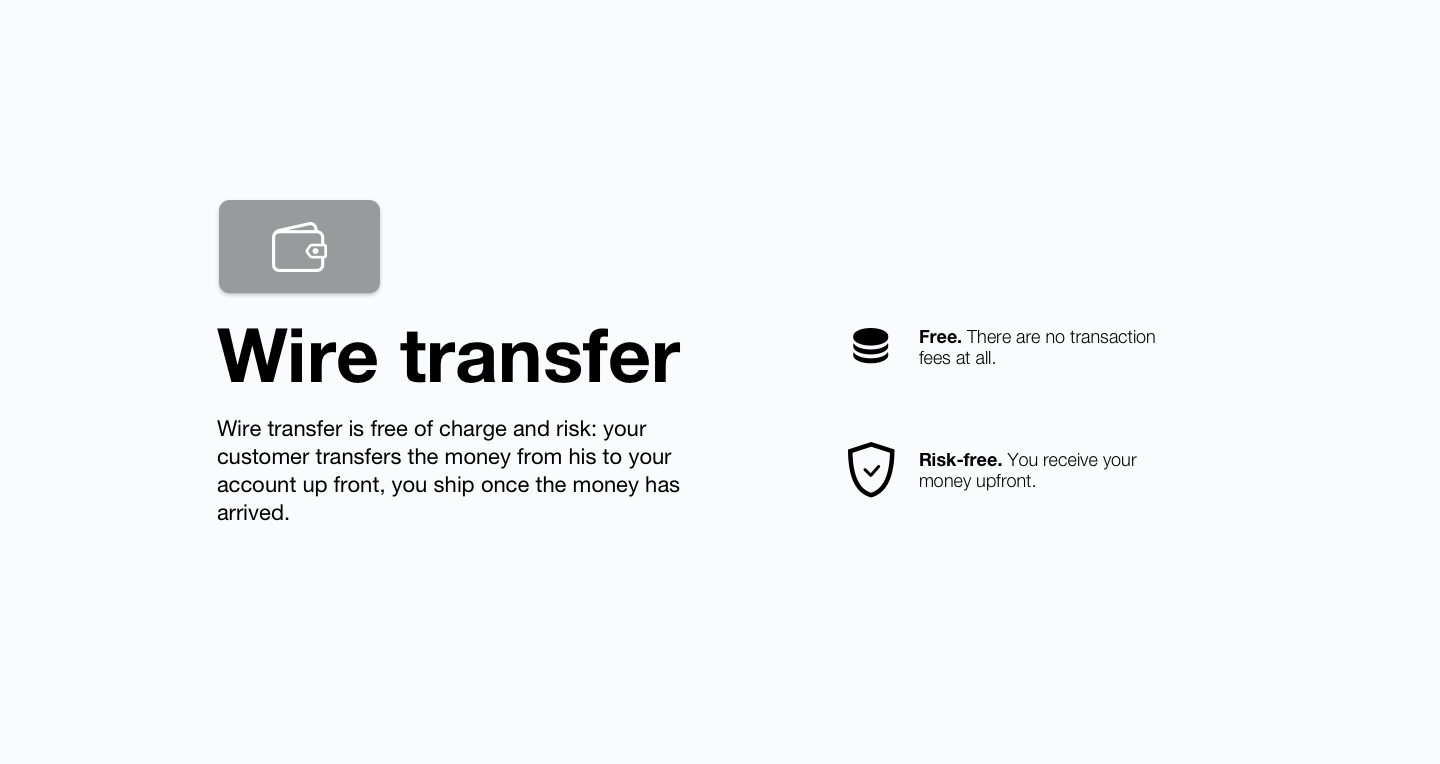 Wire transfer
Wire transfer is free of charge and risk: your
customer transfers the money from his to your
account up front, you ship once the money has
arrived.
Free. There are no transaction
fees at all.
Risk-free. You receive your
money upfront.